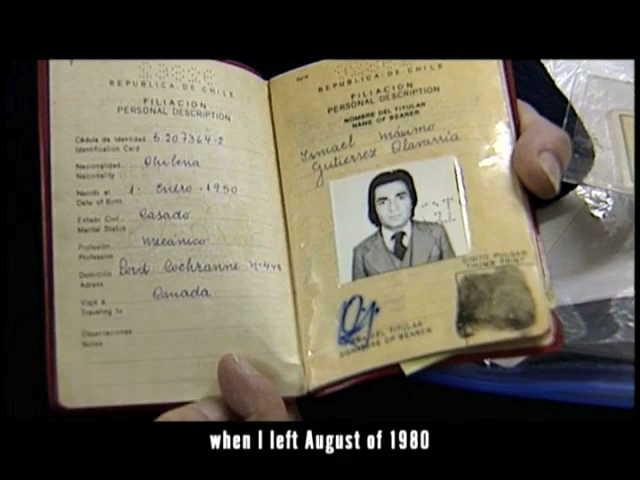 REPUBLICA DE CHILE
FILIACION
PERSONAL DESCRIPTION
Cédula de Identidad 6.207364-2
Identification Card
Nacionalidad Chilena
Nationality
Nacido el 1- Enero -1950
Date of Birth
Estado Civil Casado
Marital Status
Profesión mecánico
Profession
Domicilio Lord Cochranne
Adress
Viaja a Canada
Traveling to
Observaciones
Notes
REPUBLICA DE CHILE
FILIACION
PERSONAL DESCRIPTION
NOMBRE DEL TITULAR
NAME OF BEARER
Ismael Máximo
Gutierrez Olavarria
DIGITO PULGAR
THUMB PRINT
FIRMA DEL TITULAR
SIGNATURE OF BEARER
when I left August of 1980